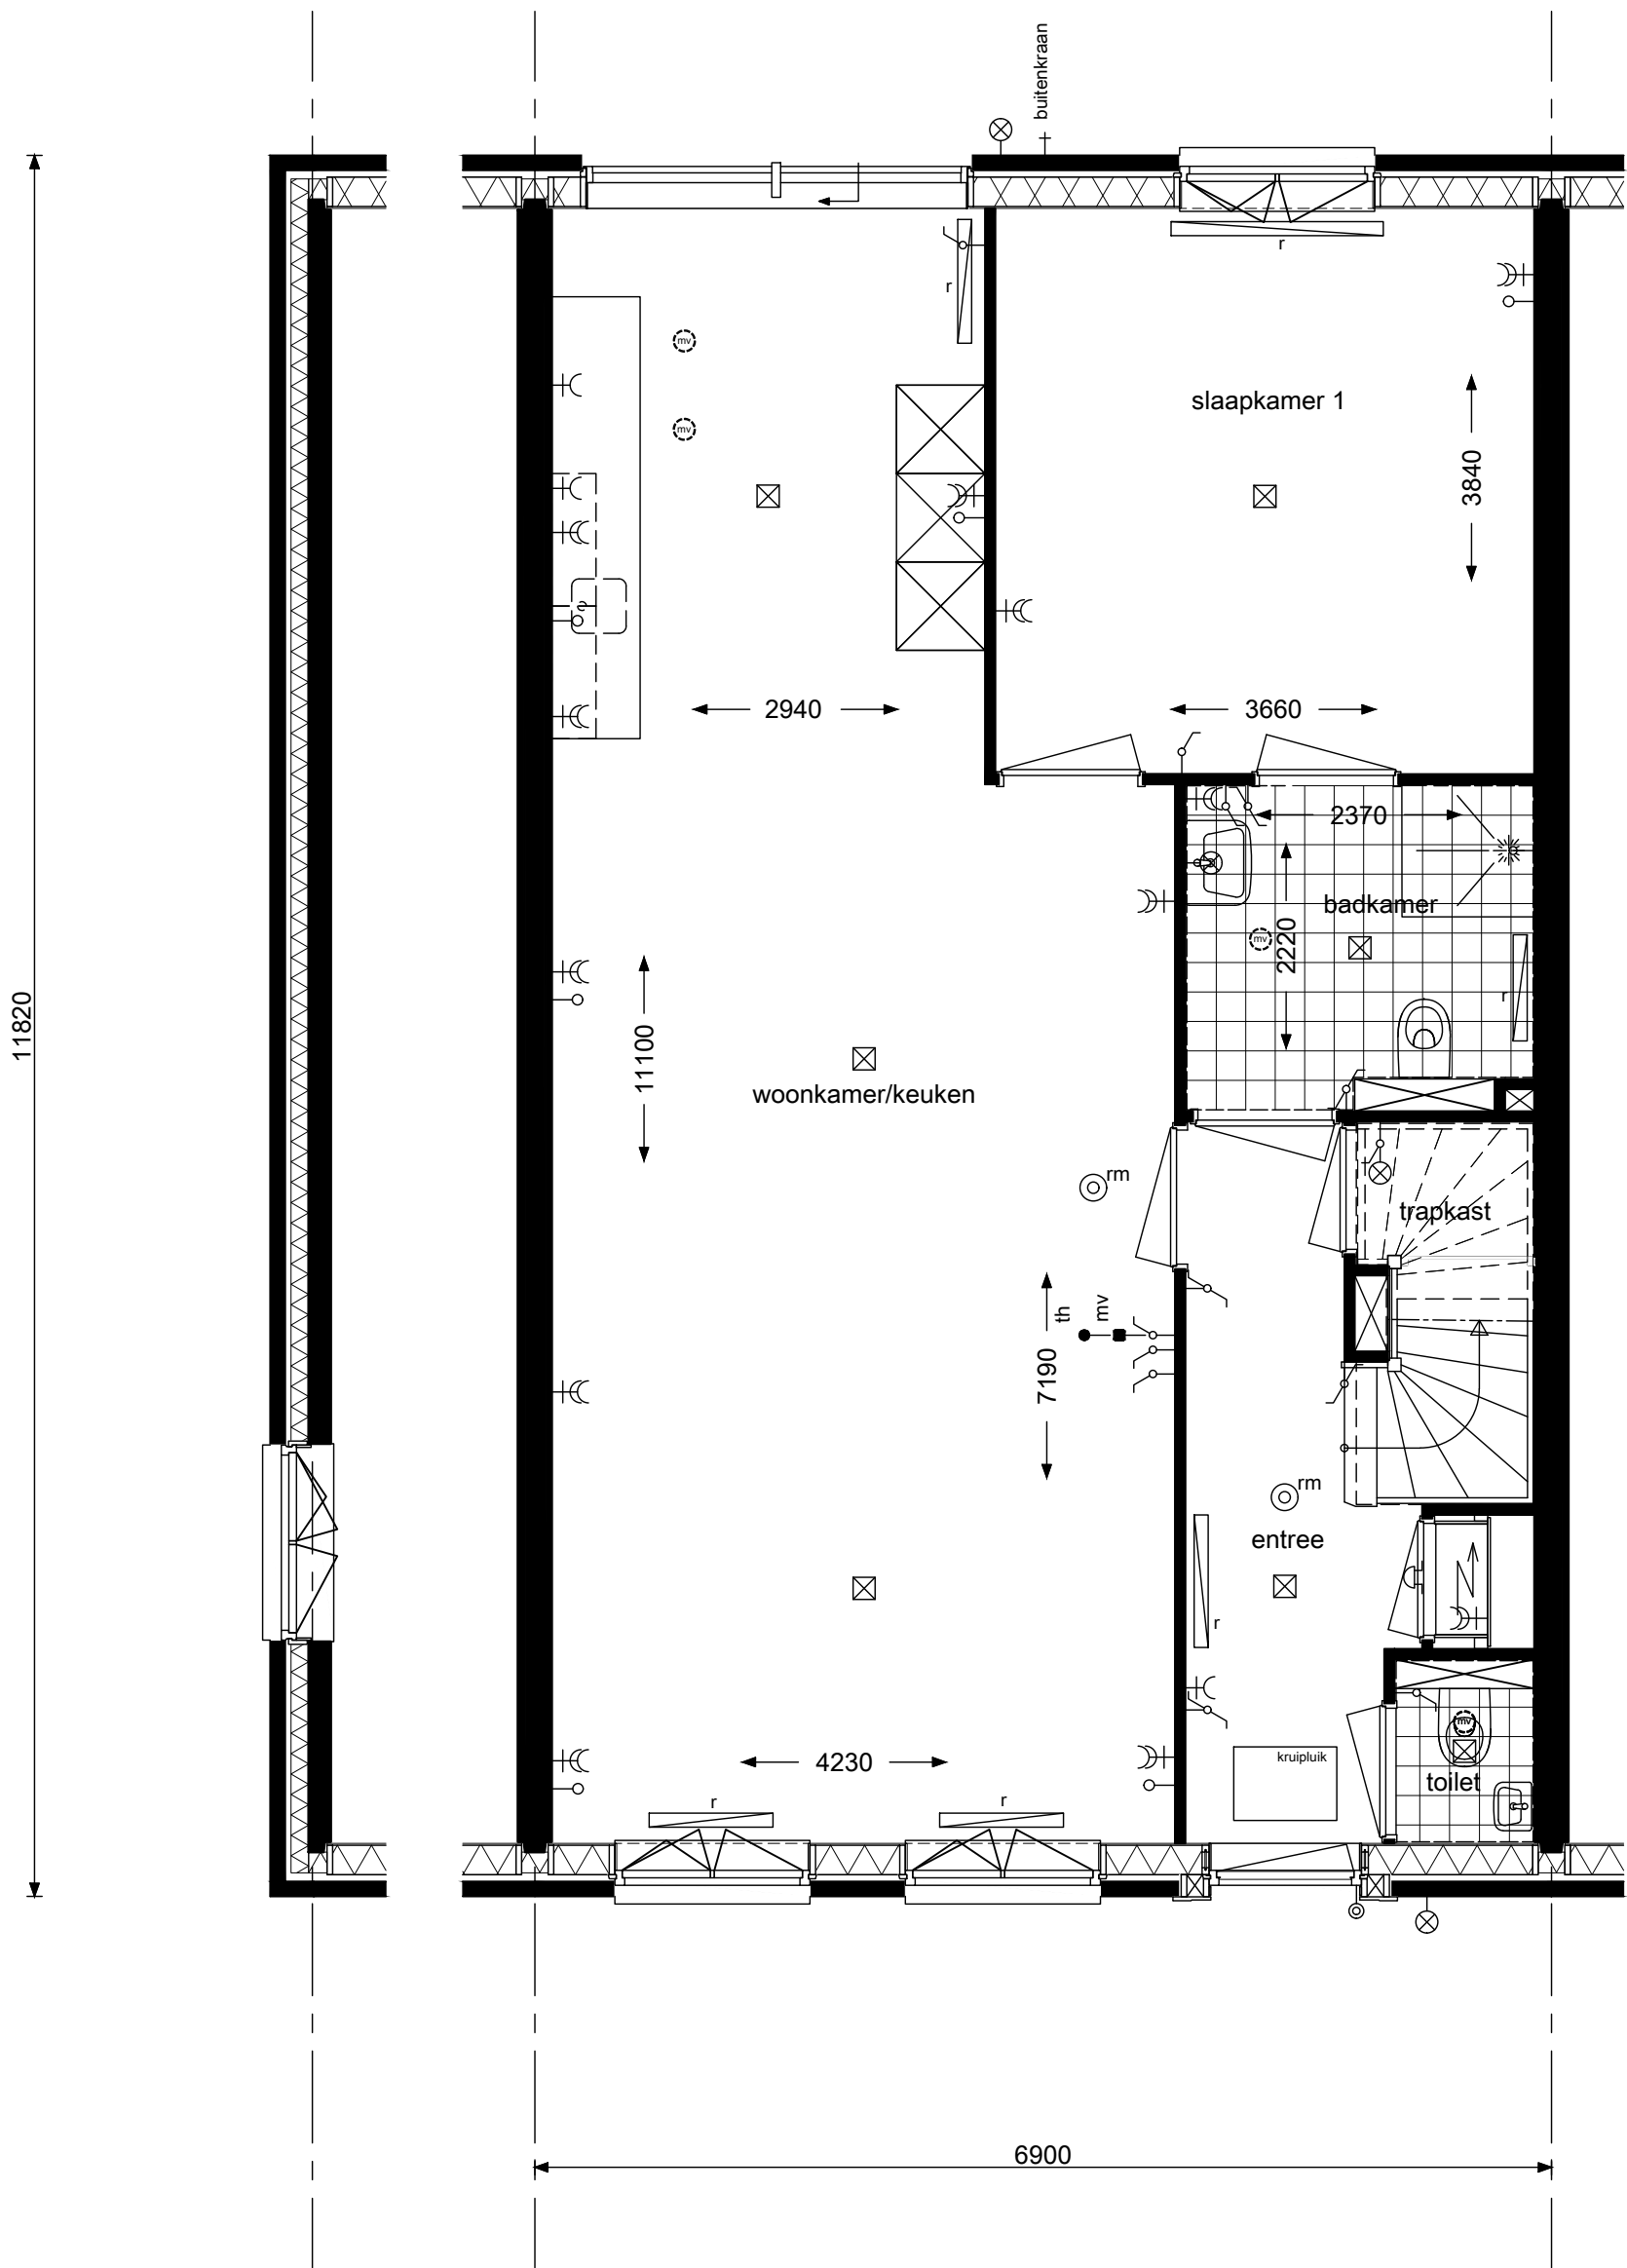 buitenkraan
r
r
mv
mv
slaapkamer 1
3840
2940
3660
2370
badkamer
mv
2220
r
11820
11100
woonkamer/keuken
rm
trapkast
th
mv
7190
rm
entree
r
mv
kruipluik
toilet
4230
r
r
6900